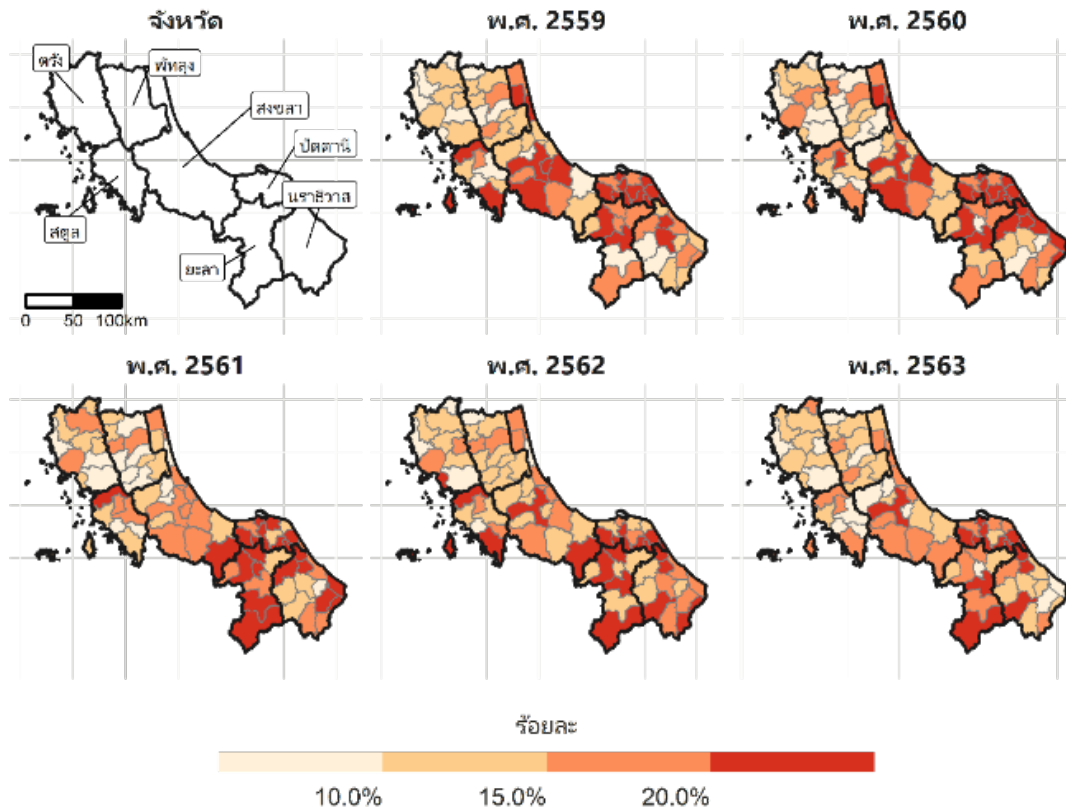 จังหวัด
พ.ศ. 2559
พ.ศ. 2560
ตรัง
พัทลุง
สงขลา
ปัตตานี
นราธิวาส
สตูล
ยะลา
0 50 100km
พ.ศ. 2561
พ.ศ. 2562
พ.ศ. 2563
ร้อยละ
10.0% 15.0% 20.0%